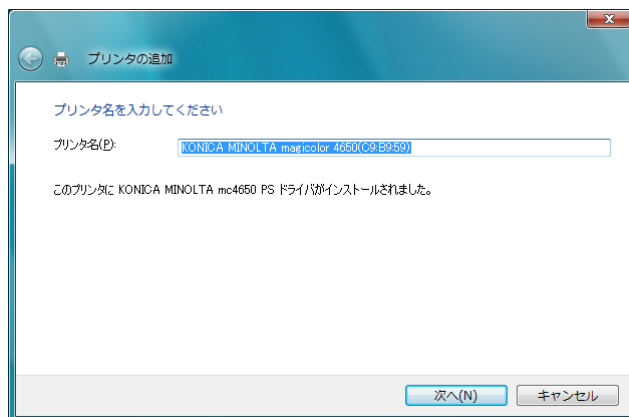 プリンタの追加
プリンタ名を入力してください
プリンタ名(P): KONICA MINOLTA magicolor 4650(C9:B9:59)
このプリンタに KONICA MINOLTA mc4650 PS ドライバがインストールされました。
次へ(N) キャンセル